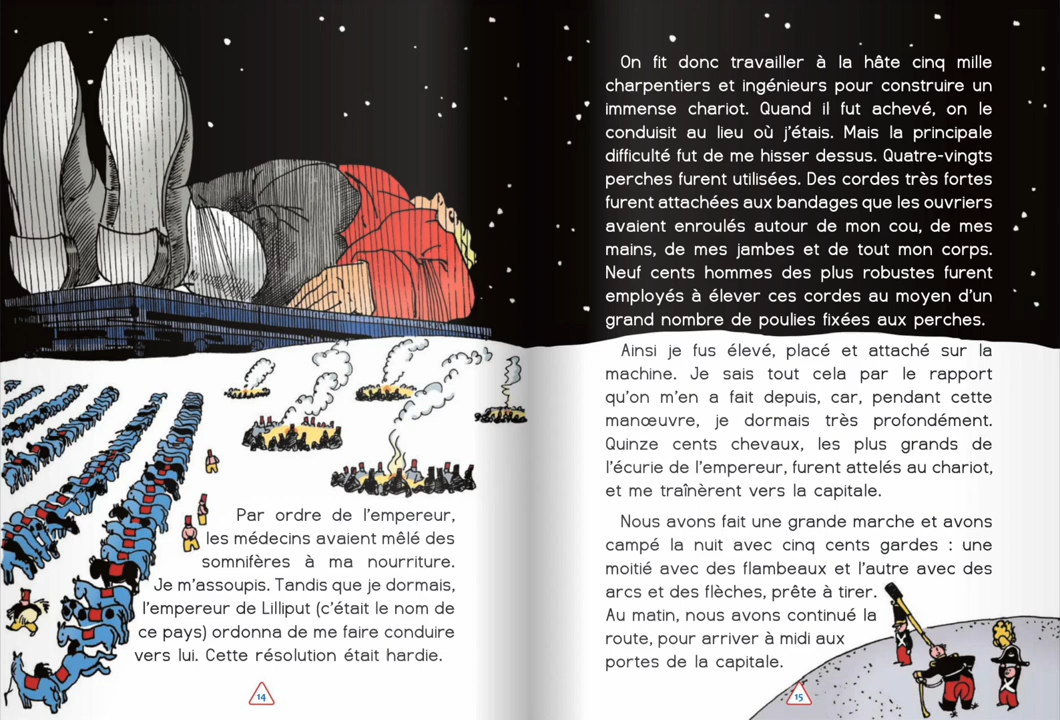 Par ordre de l'empereur,
les médecins avaient mêlé des
somnifères à ma nourriture.
Je m'assoupis. Tandis que je dormais,
l'empereur de Lilliput (c'était le nom de
ce pays) ordonna de me faire conduire
vers lui. Cette résolution était hardie.
14
On fit donc travailler à la hâte cinq mille
charpentiers et ingénieurs pour construire un
immense chariot. Quand il fut achevé, on le
conduisit au lieu où j'étais. Mais la principale
difficulté fut de me hisser dessus. Quatre-vingts
perches furent utilisées. Des cordes très fortes
furent attachées aux bandages que les ouvriers
avaient enroulés autour de mon cou, de mes
mains, de mes jambes et de tout mon corps.
Neuf cents hommes des plus robustes furent
employés à élever ces cordes au moyen d'un
grand nombre de poulies fixées aux perches.
Ainsi je fus élevé, placé et attaché sur la
machine. Je sais tout cela par le rapport
qu'on m'en a fait depuis, car, pendant cette
manœuvre, je dormais très profondément.
Quinze cents chevaux, les plus grands de
l'écurie de l'empereur, furent attelés au chariot,
et me traînèrent vers la capitale.
Nous avons fait une grande marche et avons
campé la nuit avec cinq cents gardes : une
moitié avec des flambeaux et l'autre avec des
arcs et des flèches, prête à tirer.
Au matin, nous avons continué la
route, pour arriver à midi aux
portes de la capitale.
15